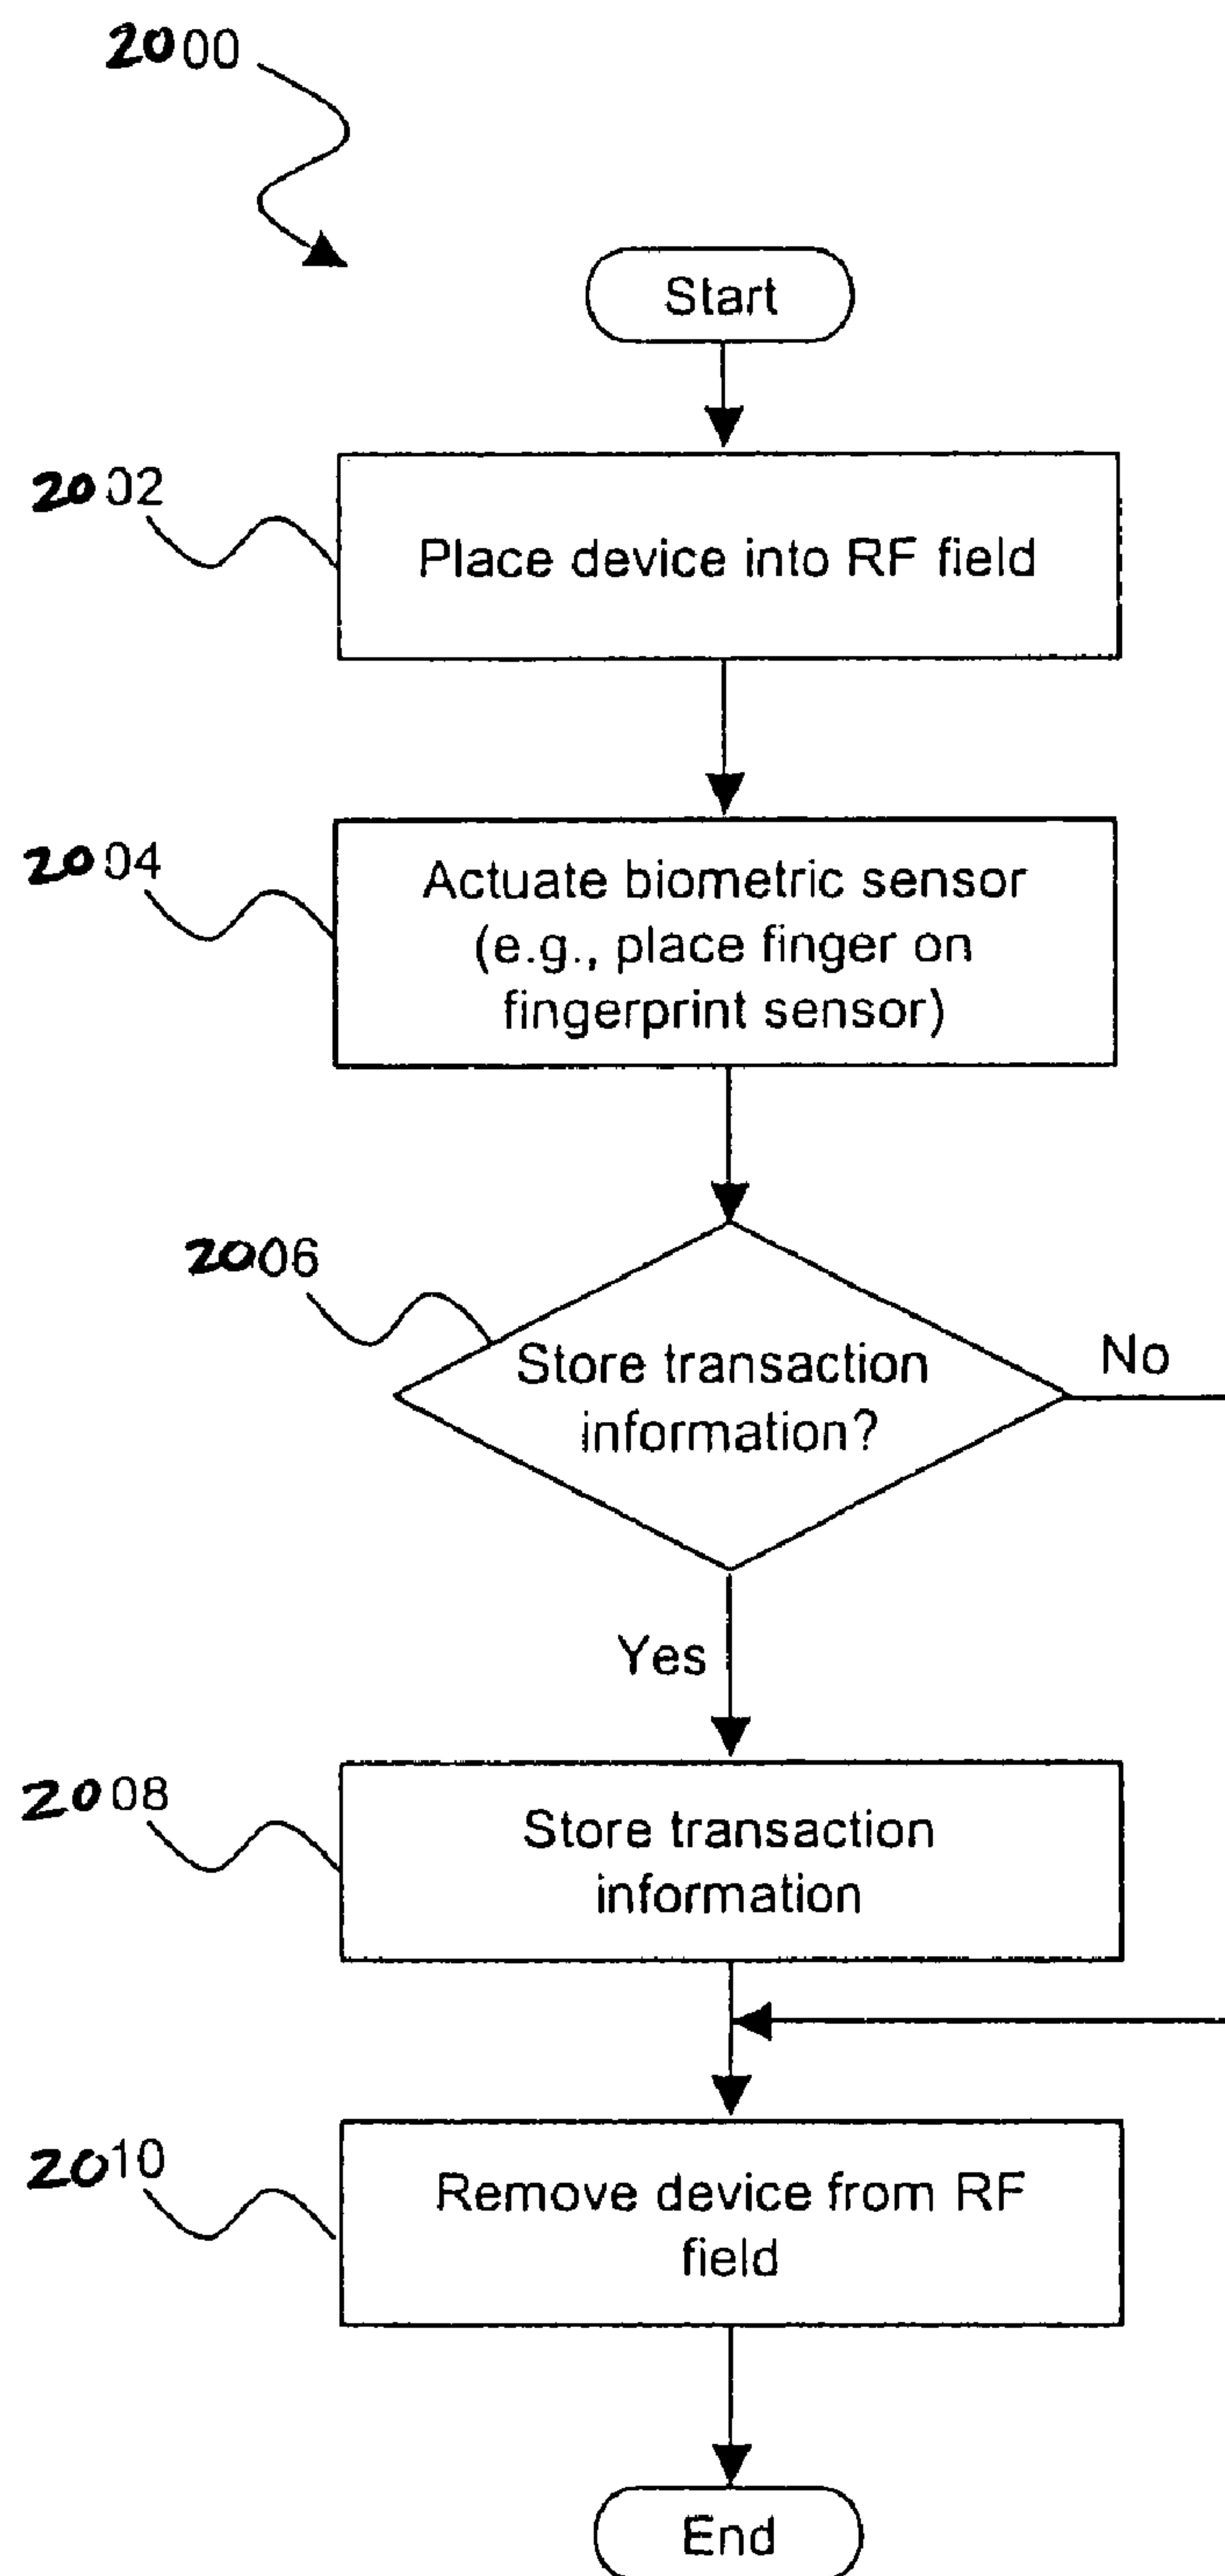 2000
Start
2002
Place device into RF field
2004
Actuate biometric sensor
(e.g., place finger on
fingerprint sensor)
2006
Store transaction
information?
No
Yes
2008
Store transaction
information
2010
Remove device from RF
field
End